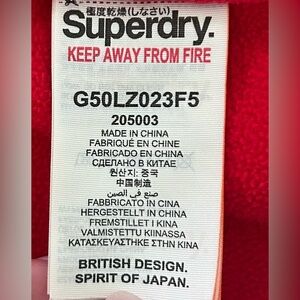 極度乾燥(しなさい)
Superdry.
KEEP AWAY FROM FIRE
G50LZ023F5
205003
MADE IN CHINA
FABRIQUÉ EN CHINE
FABRICADO EN CHINA
СДЕЛАНО В КИТАЕ
원산지: 중국
中国制造
صنع في الصين
FABBRICATO IN CINA
HERGESTELLT IN CHINA
FREMSTILLET I KINA
VALMISTETTU KIINASSA
ΚΑΤΑΣΚΕΥΑΣΤΗΚΕ ΣΤΗΝ ΚΙΝΑ
BRITISH DESIGN.
SPIRIT OF JAPAN.